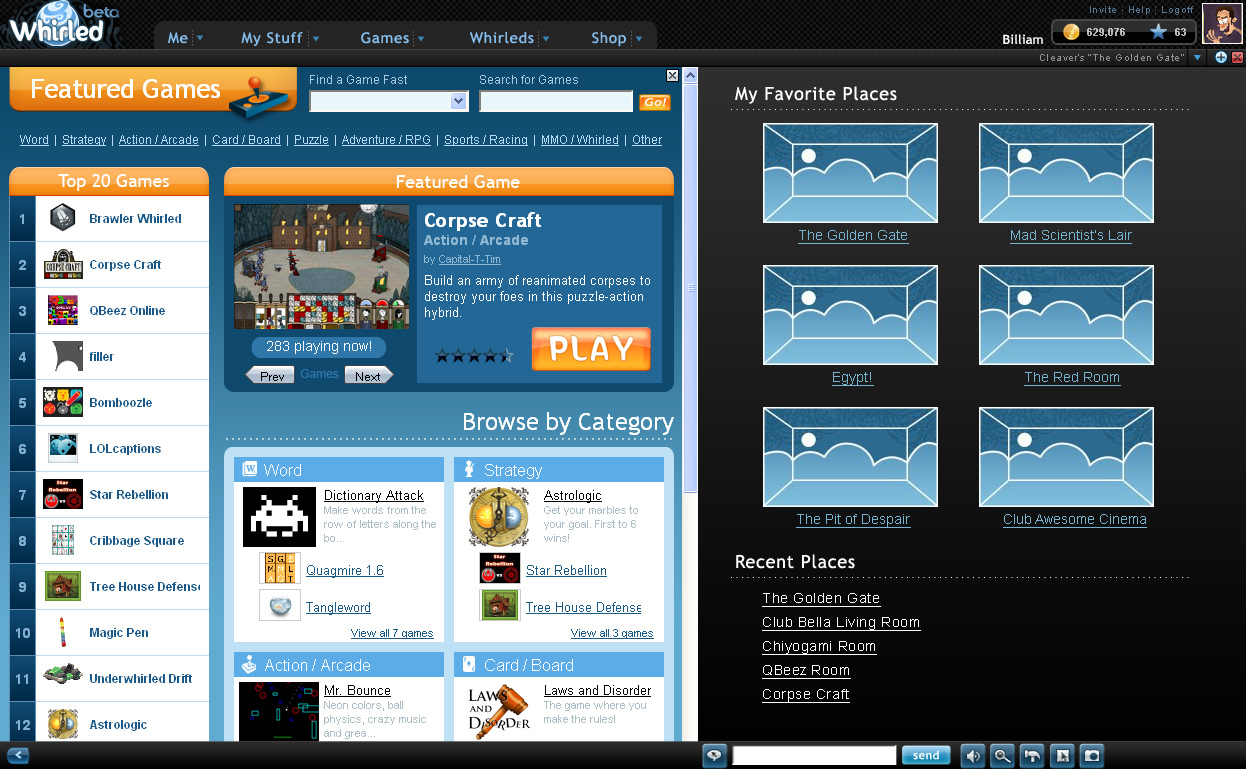 Whirled beta
Me
My Stuff
Games
Whirleds
Shop
Invite Help Logoff
Billiam
629,076
63
Cleaver's "The Golden Gate"
Featured Games
Find a Game Fast
Search for Games
Go!
Word | Strategy | Action / Arcade | Card / Board | Puzzle | Adventure / RPG | Sports / Racing | MMO / Whirled | Other
Top 20 Games
1 Brawler Whirled
2 Corpse Craft
3 QBeez Online
4 filler
5 Bomboozle
6 LOLcaptions
7 Star Rebellion
8 Cribbage Square
9 Tree House Defens
10 Magic Pen
11 Underwhirled Drift
12 Astrologic
Featured Game
Corpse Craft
Action / Arcade
by Capital-T-Tim
Build an army of reanimated corpses to
destroy your foes in this puzzle-action
hybrid.
283 playing now!
Prev Games Next
PLAY
Browse by Category
Word
Dictionary Attack
Make words from the
row of letters along the
bo...
Quagmire 1.6
Tangleword
View all 7 games
Strategy
Astrologic
Get your marbles to
your goal. First to 6
wins!
Star Rebellion
Tree House Defense
View all 3 games
Action / Arcade
Mr. Bounce
Neon colors, ball
physics, crazy music
and grea...
Card / Board
LAWS
AND
DISORDER
Laws and Disorder
The game where you
make the rules!
My Favorite Places
The Golden Gate
Mad Scientist's Lair
Egypt!
The Red Room
The Pit of Despair
Club Awesome Cinema
Recent Places
The Golden Gate
Club Bella Living Room
Chiyogami Room
QBeez Room
Corpse Craft
send